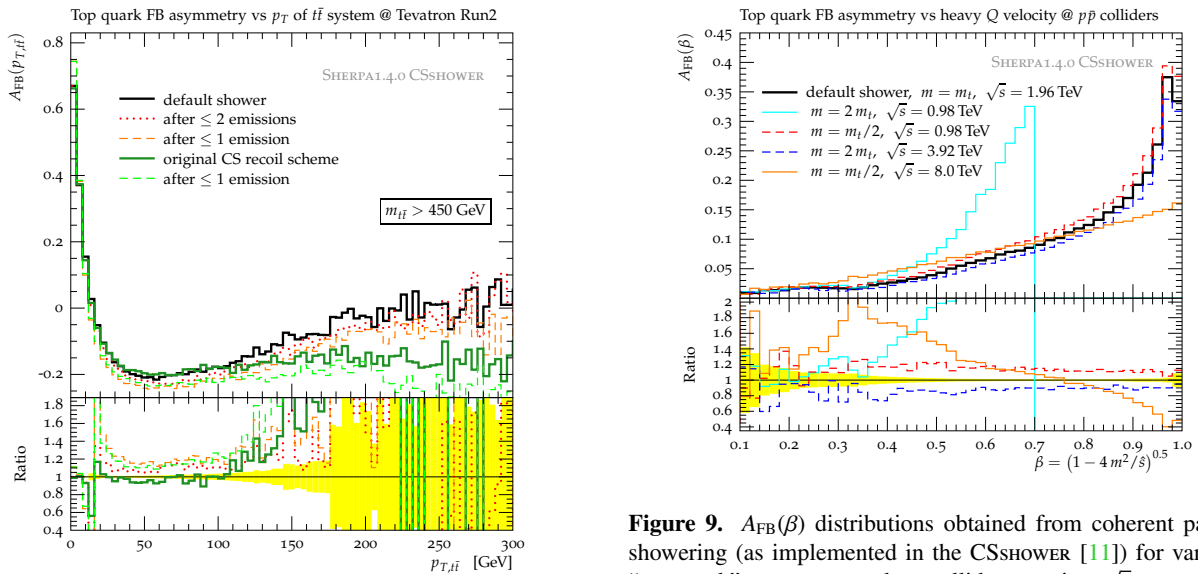 Top quark FB asymmetry vs p_T of tt̄ system @ Tevatron Run2
A_FB(p_T,tt̄)
0.8
0.6
0.4
0.2
0
-0.2
SHERPA1.4.0 CSSHOWER
default shower
after ≤ 2 emissions
after ≤ 1 emission
original CS recoil scheme
after ≤ 1 emission
m_tt̄ > 450 GeV
Ratio
1.8
1.6
1.4
1.2
1
0.8
0.6
0.4
0 50 100 150 200 250 300
p_T,tt̄ [GeV]
Top quark FB asymmetry vs heavy Q velocity @ pp̄ colliders
A_FB(β)
0.45
0.4
0.35
0.3
0.25
0.2
0.15
0.1
0.05
SHERPA1.4.0 CSSHOWER
default shower, m = m_t, √s = 1.96 TeV
m = 2 m_t, √s = 0.98 TeV
m = m_t/2, √s = 0.98 TeV
m = 2 m_t, √s = 3.92 TeV
m = m_t/2, √s = 8.0 TeV
Ratio
2
1.8
1.6
1.4
1.2
1
0.8
0.6
0.4
0.1 0.2 0.3 0.4 0.5 0.6 0.7 0.8 0.9 1.0
β = (1 − 4 m²/ŝ)^0.5
Figure 9. A_FB(β) distributions obtained from coherent pa
showering (as implemented in the CSSHOWER [11]) for var